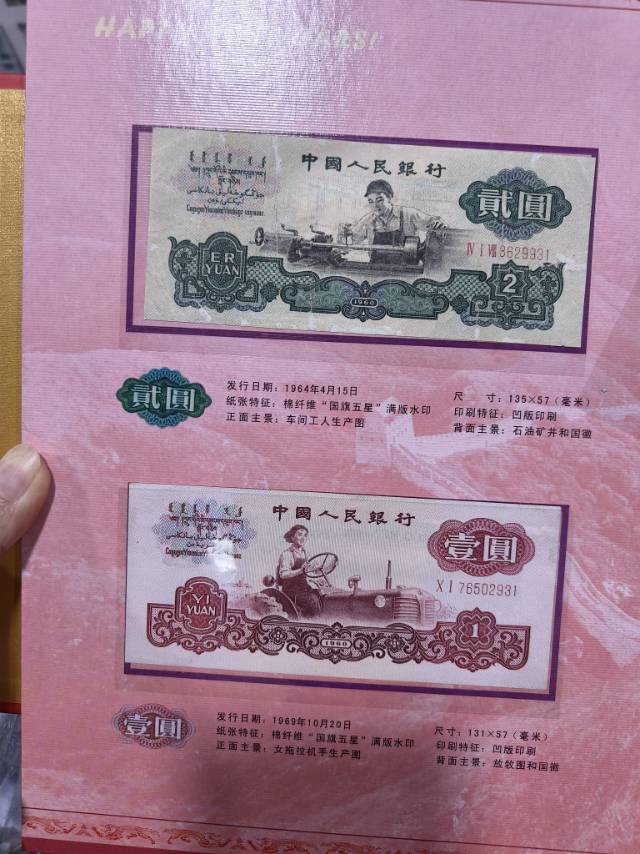 HAPPY
中國人民銀行
貳圓
ⅣⅠⅧ3629931
ER
YUAN
1960
2
貳圓
发行日期：1964年4月15日
纸张特征：棉纤维“国旗五星”满版水印
正面主景：车间工人生产图
尺 寸：135×57（毫米）
印刷特征：凹版印刷
背面主景：石油矿井和国徽
中國人民銀行
壹圓
ⅩⅠ76502931
YI
YUAN
1960
1
壹圓
发行日期：1969年10月20日
纸张特征：棉纤维“国旗五星”满版水印
正面主景：女拖拉机手生产图
尺寸：131×57（毫米）
印刷特征：凹版印刷
背面主景：放牧图和国徽